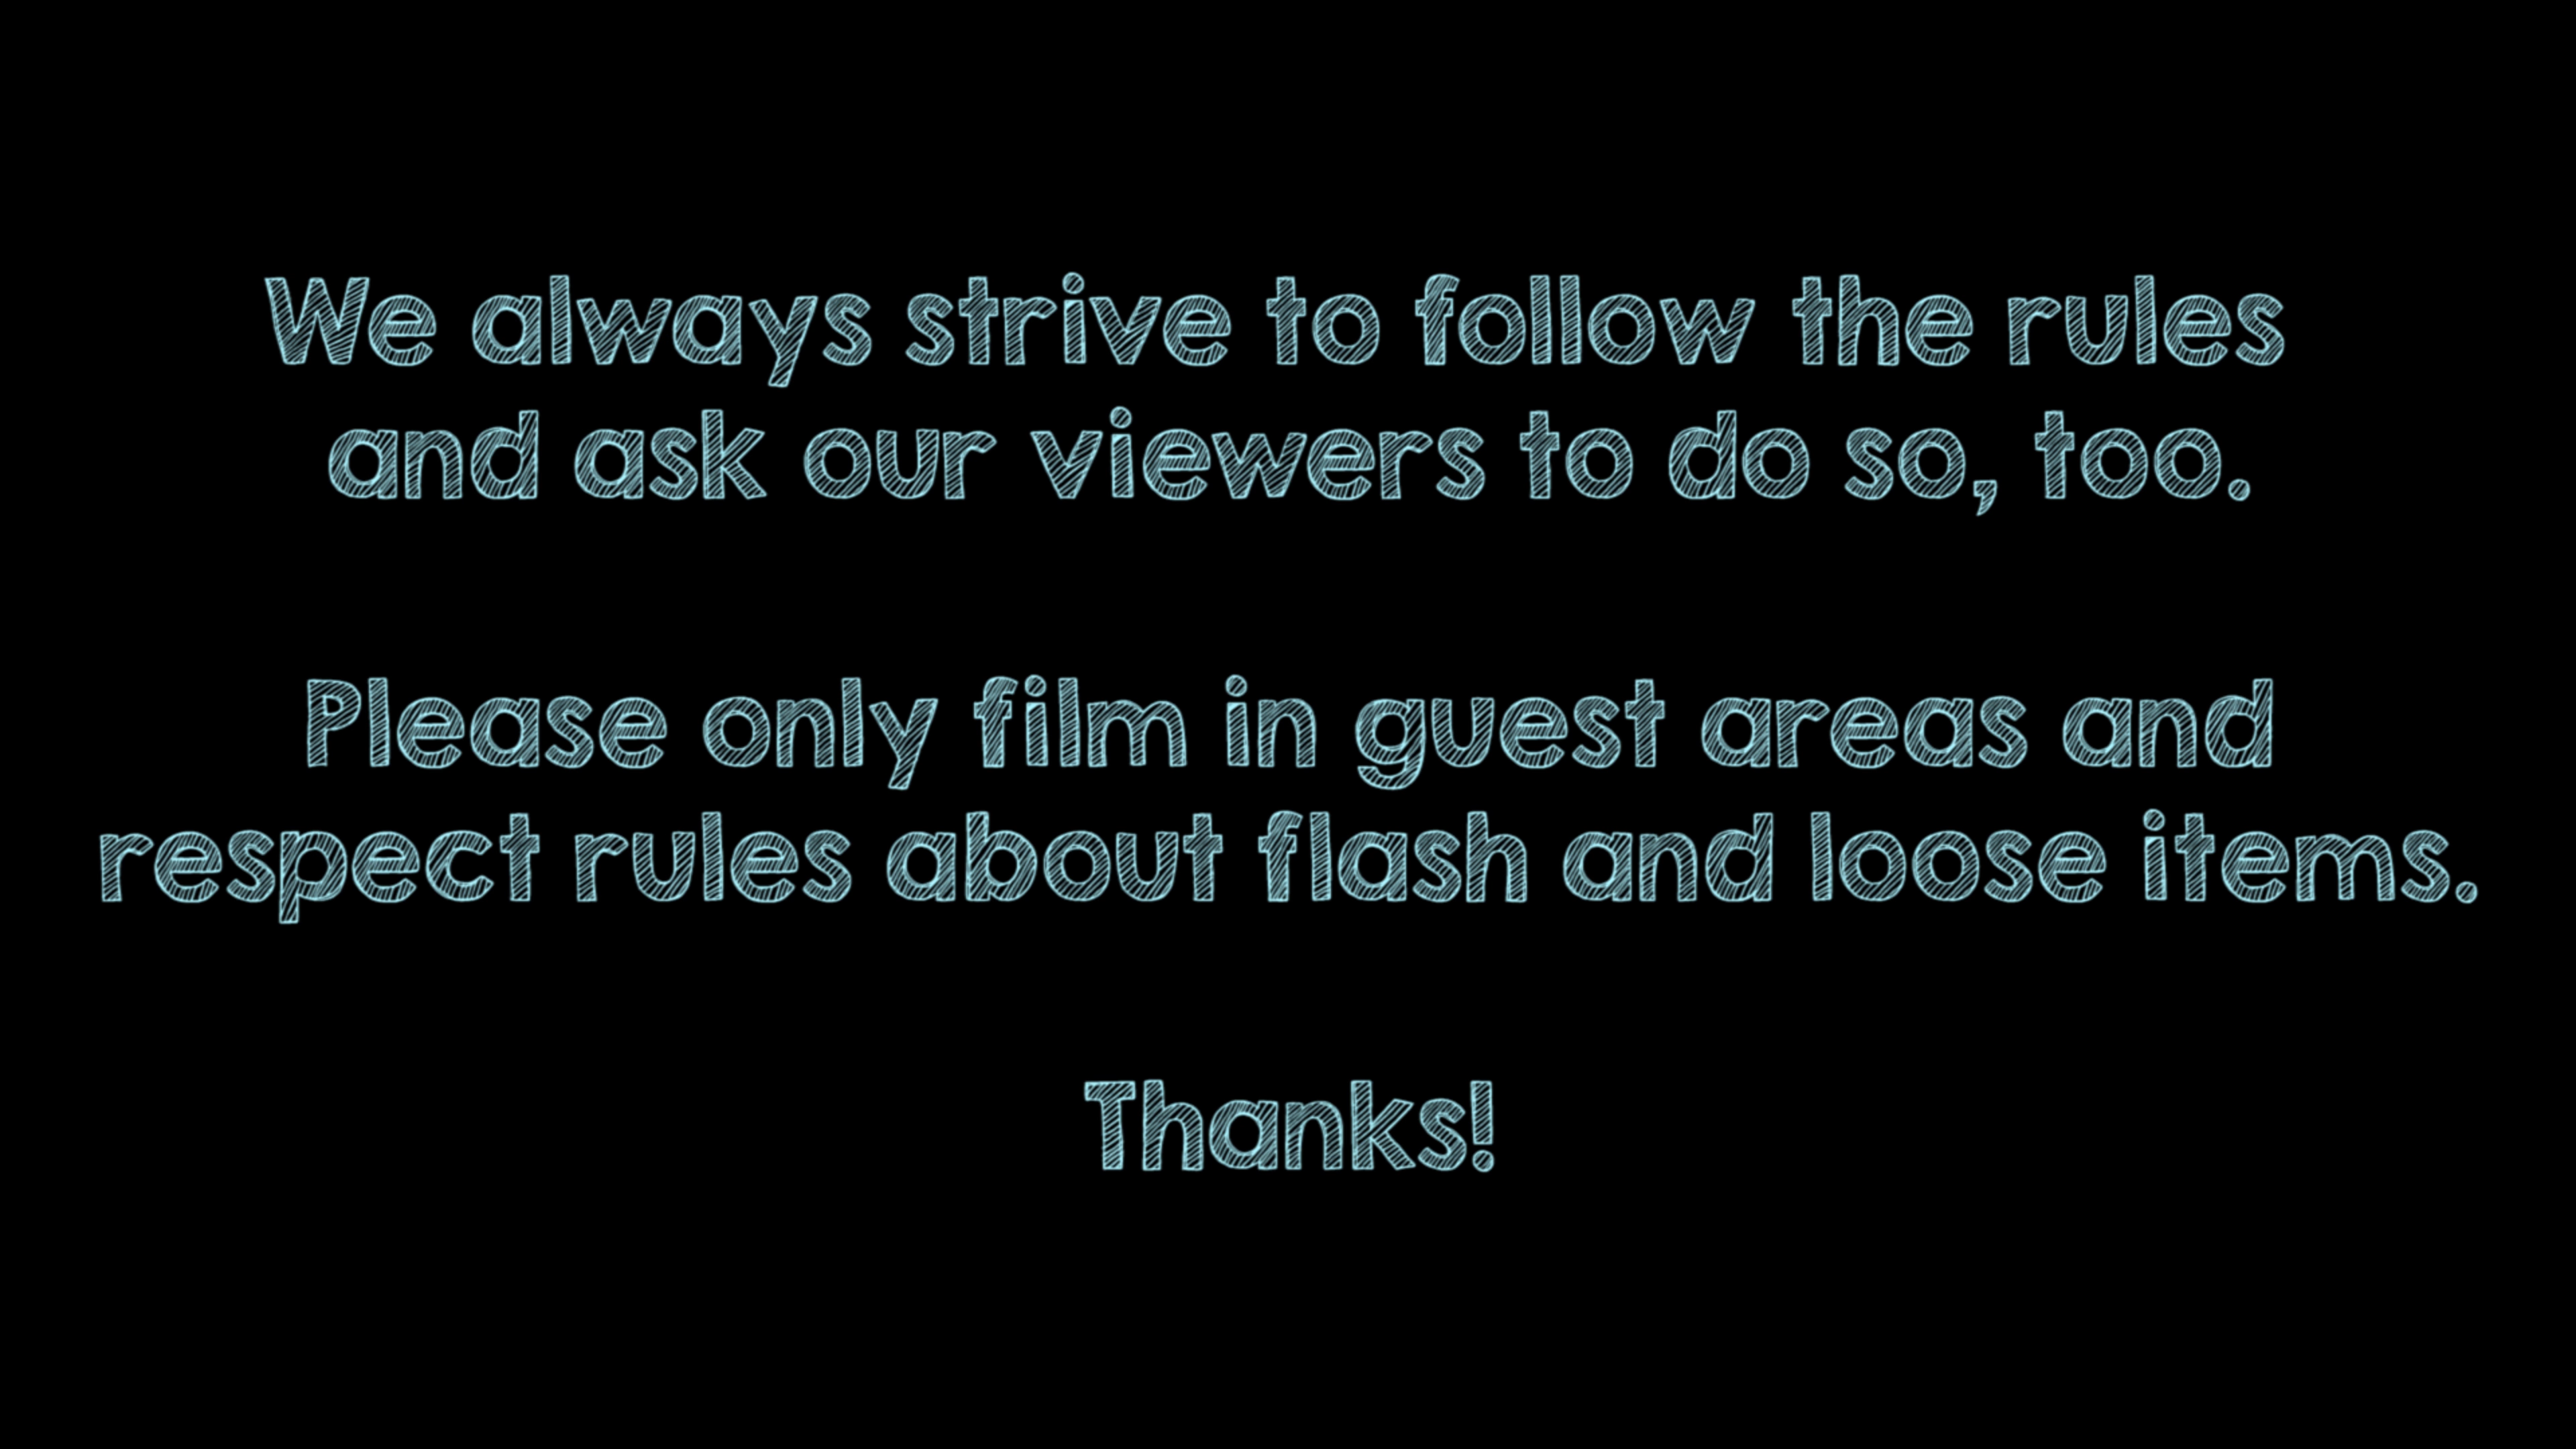 We always strive to follow the rules
and ask our viewers to do so, too.
Please only film in guest areas and
respect rules about flash and loose items.
Thanks!